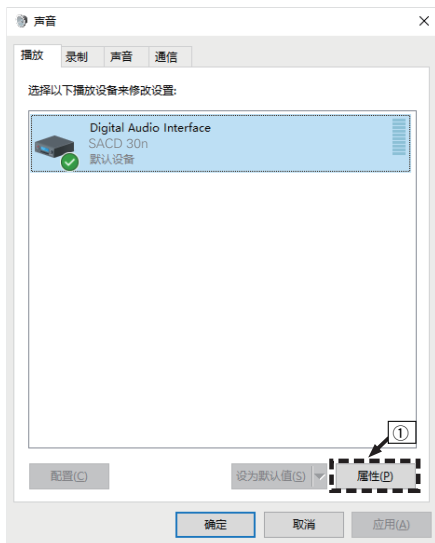 声音
播放 录制 声音 通信
选择以下播放设备来修改设置:
Digital Audio Interface
SACD 30n
默认设备
①
配置(C) 设为默认值(S) 属性(P)
确定 取消 应用(A)